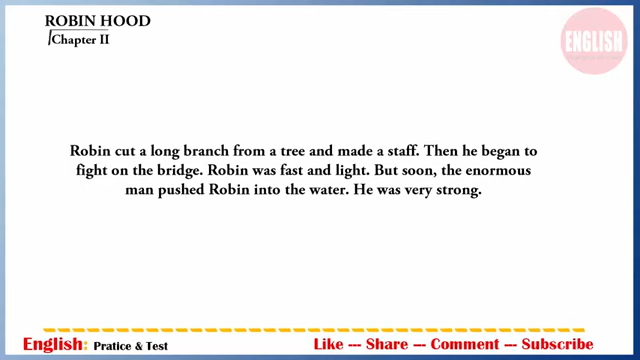 ROBIN HOOD
Chapter II
ENGLISH
Robin cut a long branch from a tree and made a staff. Then he began to
fight on the bridge. Robin was fast and light. But soon, the enormous
man pushed Robin into the water. He was very strong.
English: Pratice & Test
Like --- Share --- Comment --- Subscribe